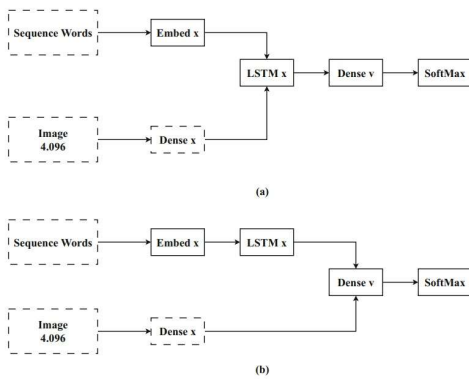 Sequence Words
Embed x
LSTM x
Dense v
SoftMax
Image
4.096
Dense x
(a)
Sequence Words
Embed x
LSTM x
Dense v
SoftMax
Image
4.096
Dense x
(b)